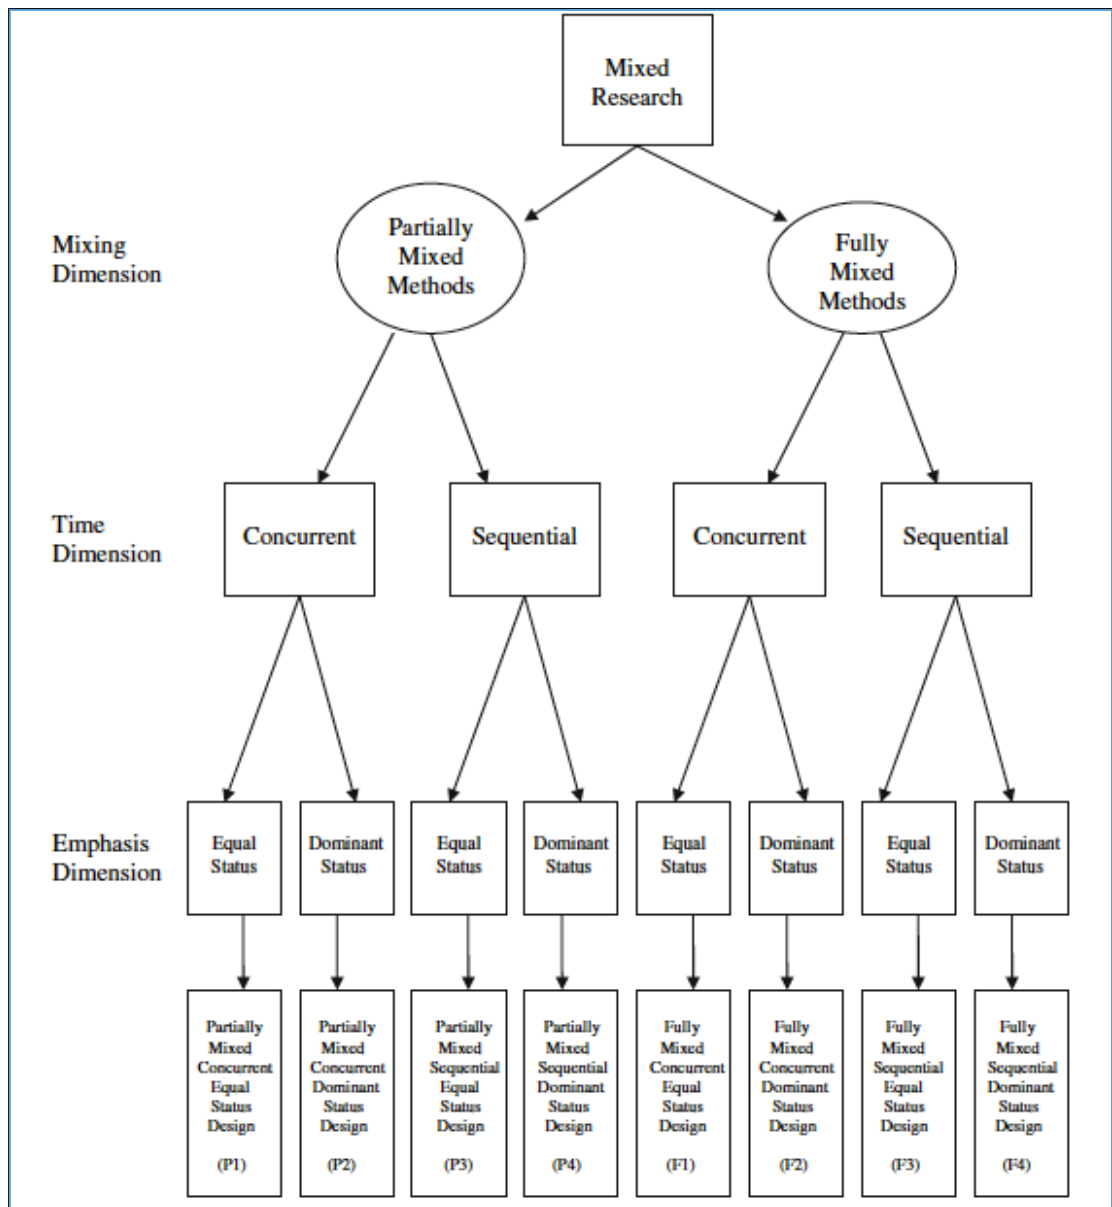 Mixed
Research
Mixing
Dimension
Partially
Mixed
Methods
Fully
Mixed
Methods
Time
Dimension
Concurrent
Sequential
Concurrent
Sequential
Emphasis
Dimension
Equal
Status
Dominant
Status
Equal
Status
Dominant
Status
Equal
Status
Dominant
Status
Equal
Status
Dominant
Status
Partially
Mixed
Concurrent
Equal
Status
Design
(P1)
Partially
Mixed
Concurrent
Dominant
Status
Design
(P2)
Partially
Mixed
Sequential
Equal
Status
Design
(P3)
Partially
Mixed
Sequential
Dominant
Status
Design
(P4)
Fully
Mixed
Concurrent
Equal
Status
Design
(F1)
Fully
Mixed
Concurrent
Dominant
Status
Design
(F2)
Fully
Mixed
Sequential
Equal
Status
Design
(F3)
Fully
Mixed
Sequential
Dominant
Status
Design
(F4)